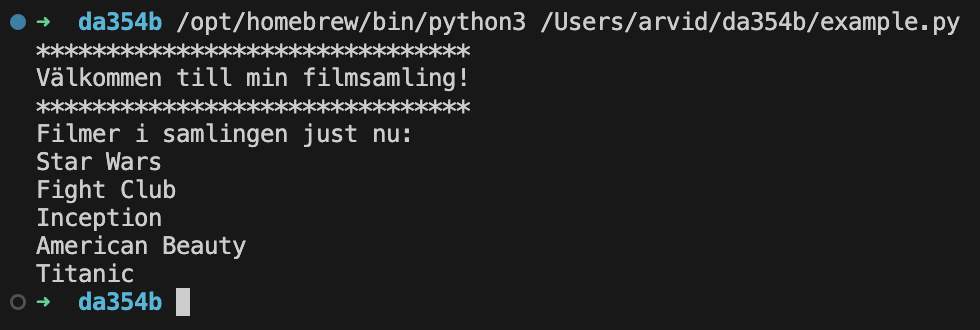 ➜  da354b /opt/homebrew/bin/python3 /Users/arvid/da354b/example.py
*******************************
Välkommen till min filmsamling!
*******************************
Filmer i samlingen just nu:
Star Wars
Fight Club
Inception
American Beauty
Titanic
➜  da354b